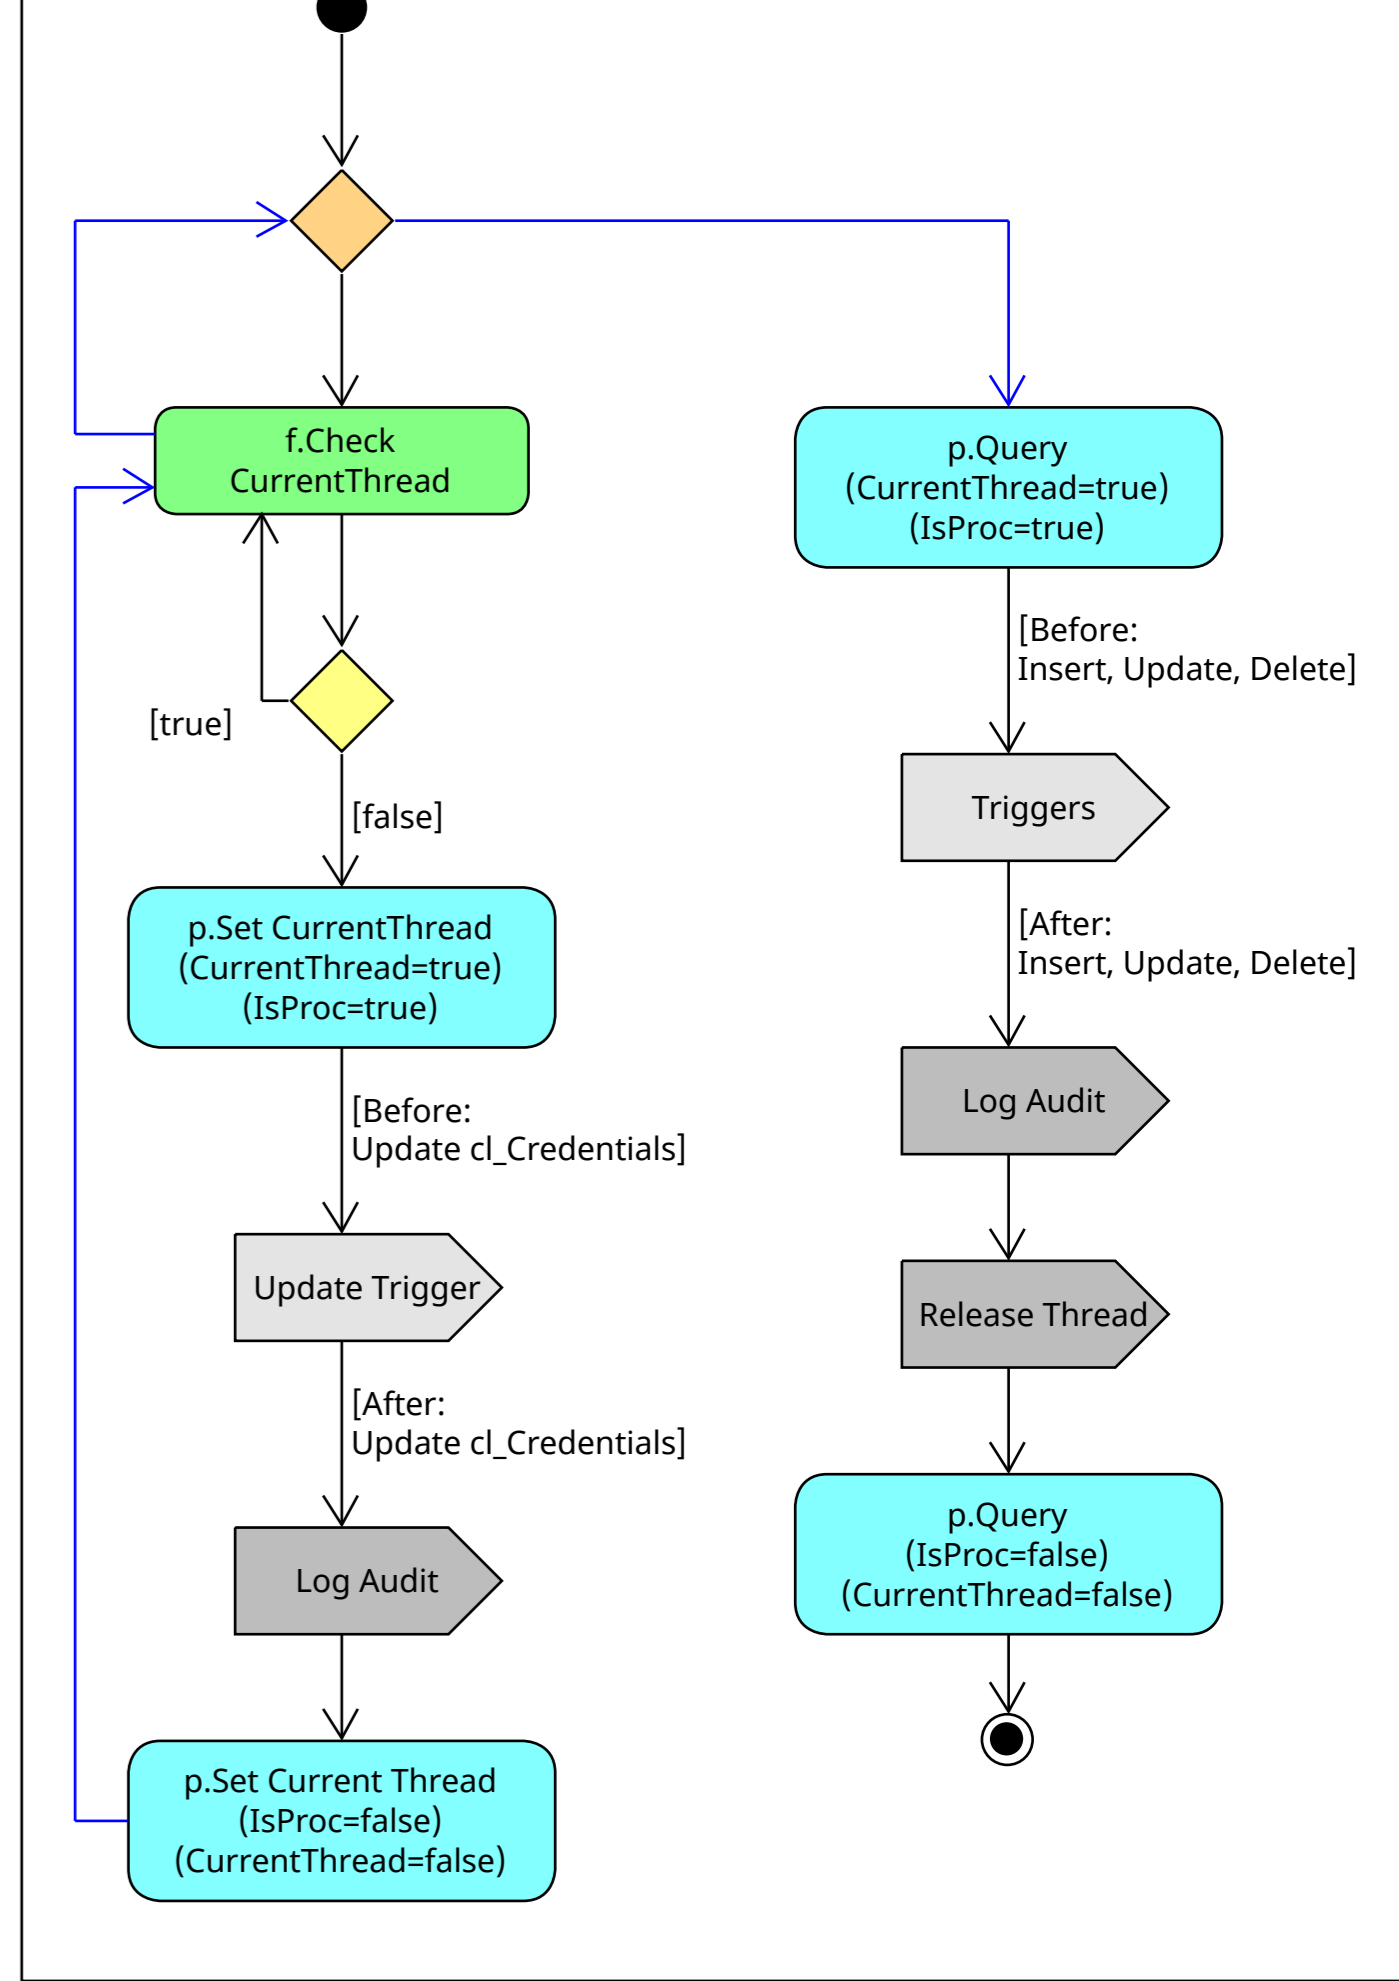 f.Check
CurrentThread
[true]
[false]
p.Set CurrentThread
(CurrentThread=true)
(IsProc=true)
[Before:
Update cl_Credentials]
Update Trigger
[After:
Update cl_Credentials]
Log Audit
p.Set Current Thread
(IsProc=false)
(CurrentThread=false)
p.Query
(CurrentThread=true)
(IsProc=true)
[Before:
Insert, Update, Delete]
Triggers
[After:
Insert, Update, Delete]
Log Audit
Release Thread
p.Query
(IsProc=false)
(CurrentThread=false)